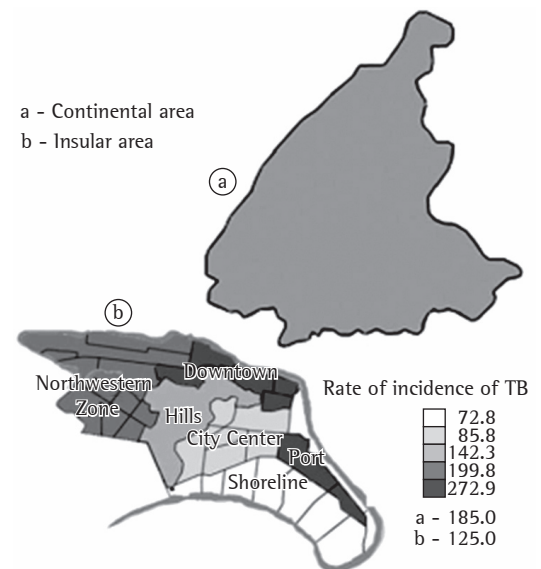 a - Continental area
b - Insular area
a
b
Downtown
Northwestern
Zone
Hills
City Center
Port
Shoreline
Rate of incidence of TB
72.8
85.8
142.3
199.8
272.9
a - 185.0
b - 125.0